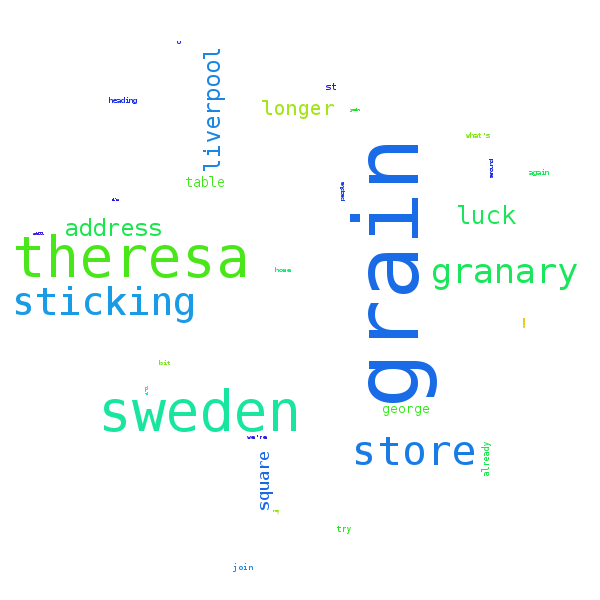 c
liverpool
heading
st
longer
what's
around
again
people
table
luck
address
grain
theresa
granary
home
sticking
bit
sweden
george
we're
store
square
already
try
join